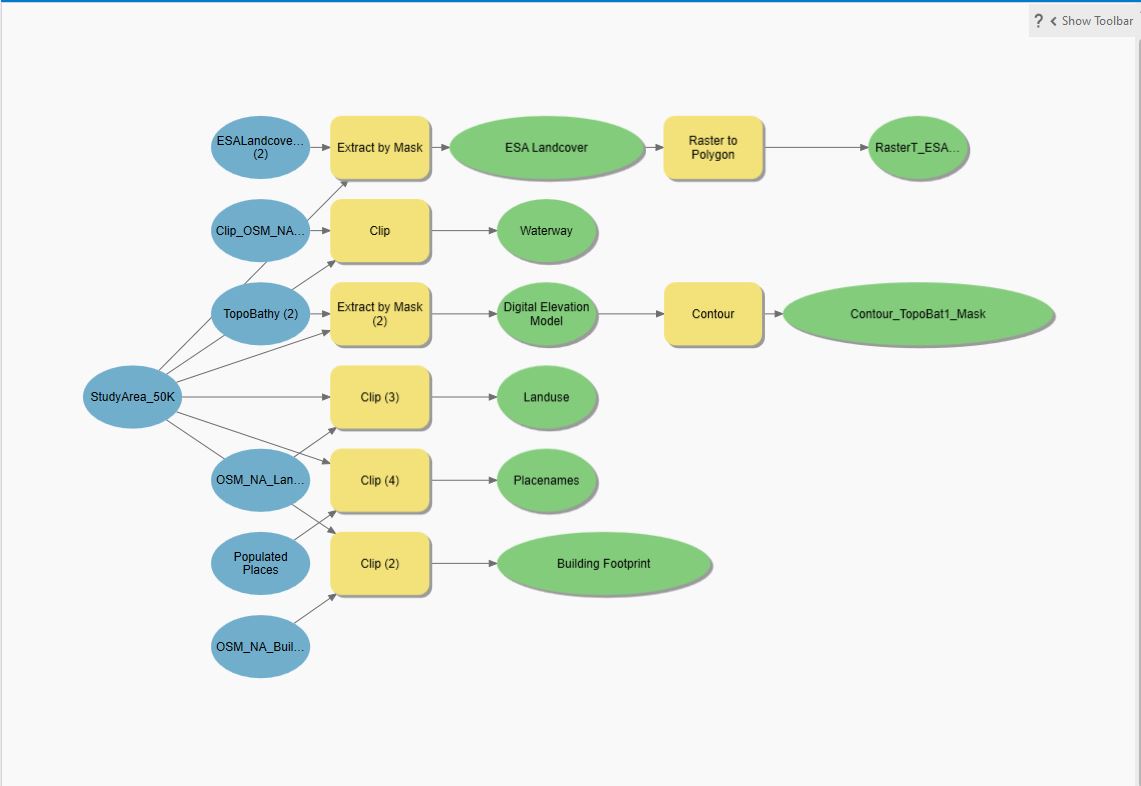 ? < Show Toolbar
ESALandcove...
(2)
Extract by Mask
ESA Landcover
Raster to
Polygon
RasterT_ESA...
Clip_OSM_NA...
Clip
Waterway
TopoBathy (2)
Extract by Mask
(2)
Digital Elevation
Model
Contour
Contour_TopoBat1_Mask
StudyArea_50K
Clip (3)
Landuse
OSM_NA_Lan...
Clip (4)
Placenames
Populated
Places
Clip (2)
Building Footprint
OSM_NA_Buil...